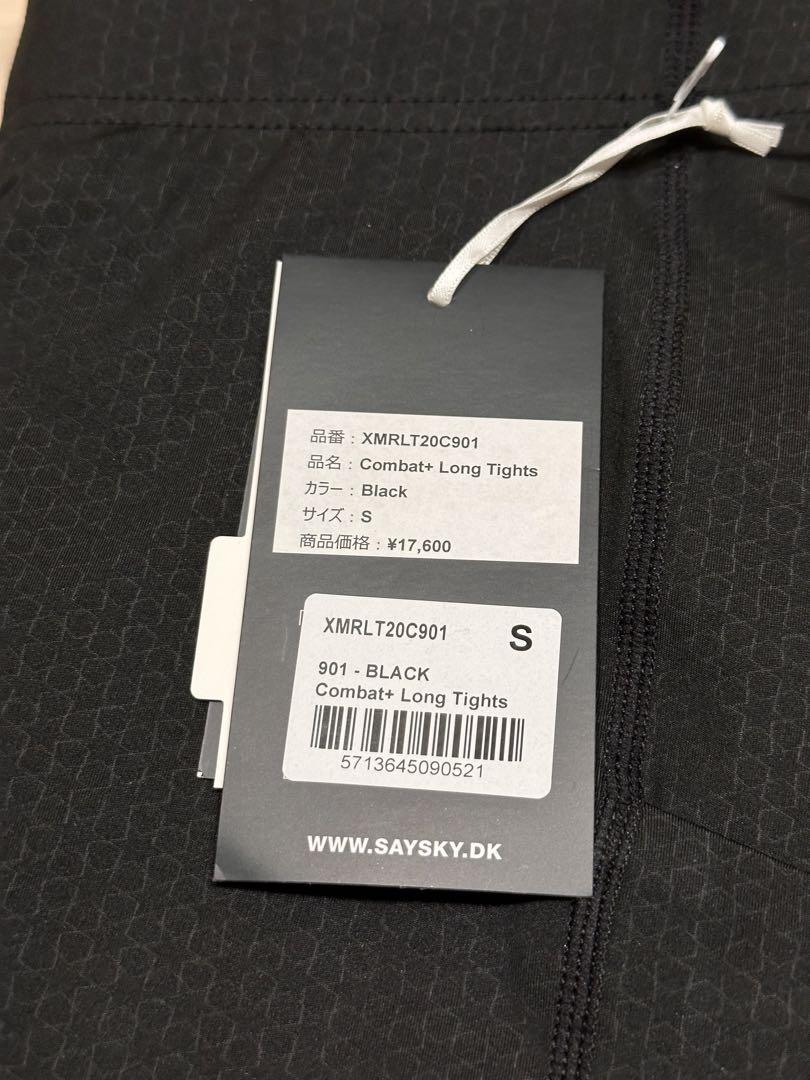 品番：XMRLT20C901
品名：Combat+ Long Tights
カラー：Black
サイズ：S
商品価格：¥17,600
XMRLT20C901 S
901 - BLACK
Combat+ Long Tights
5713645090521
WWW.SAYSKY.DK